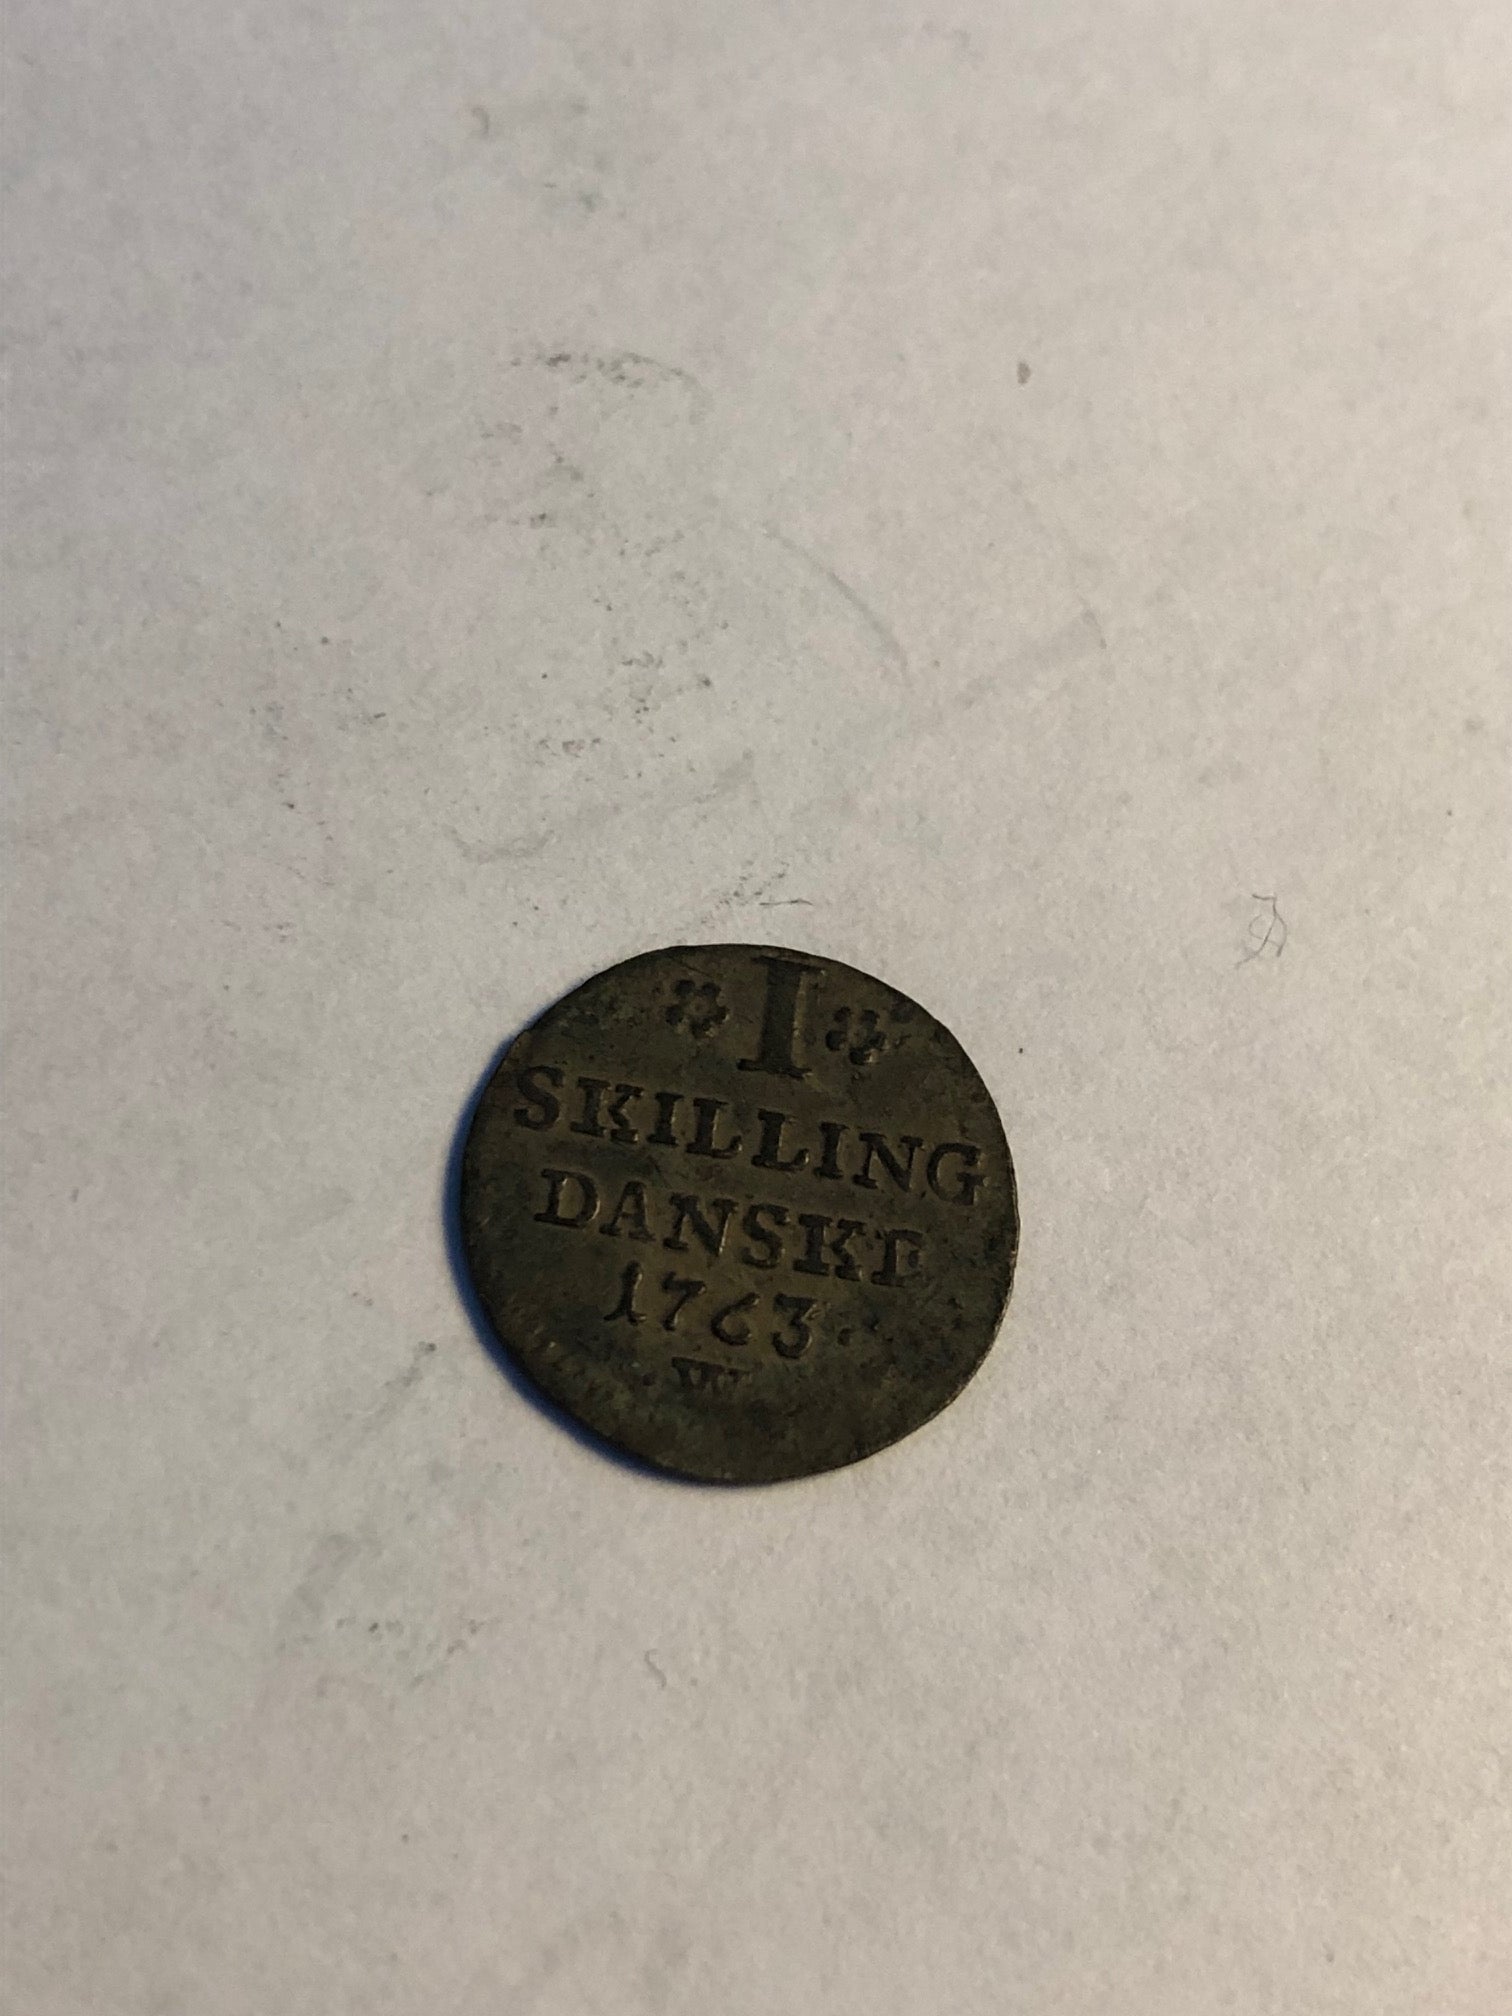 I
SKILLING
DANSKE
1763.
.W